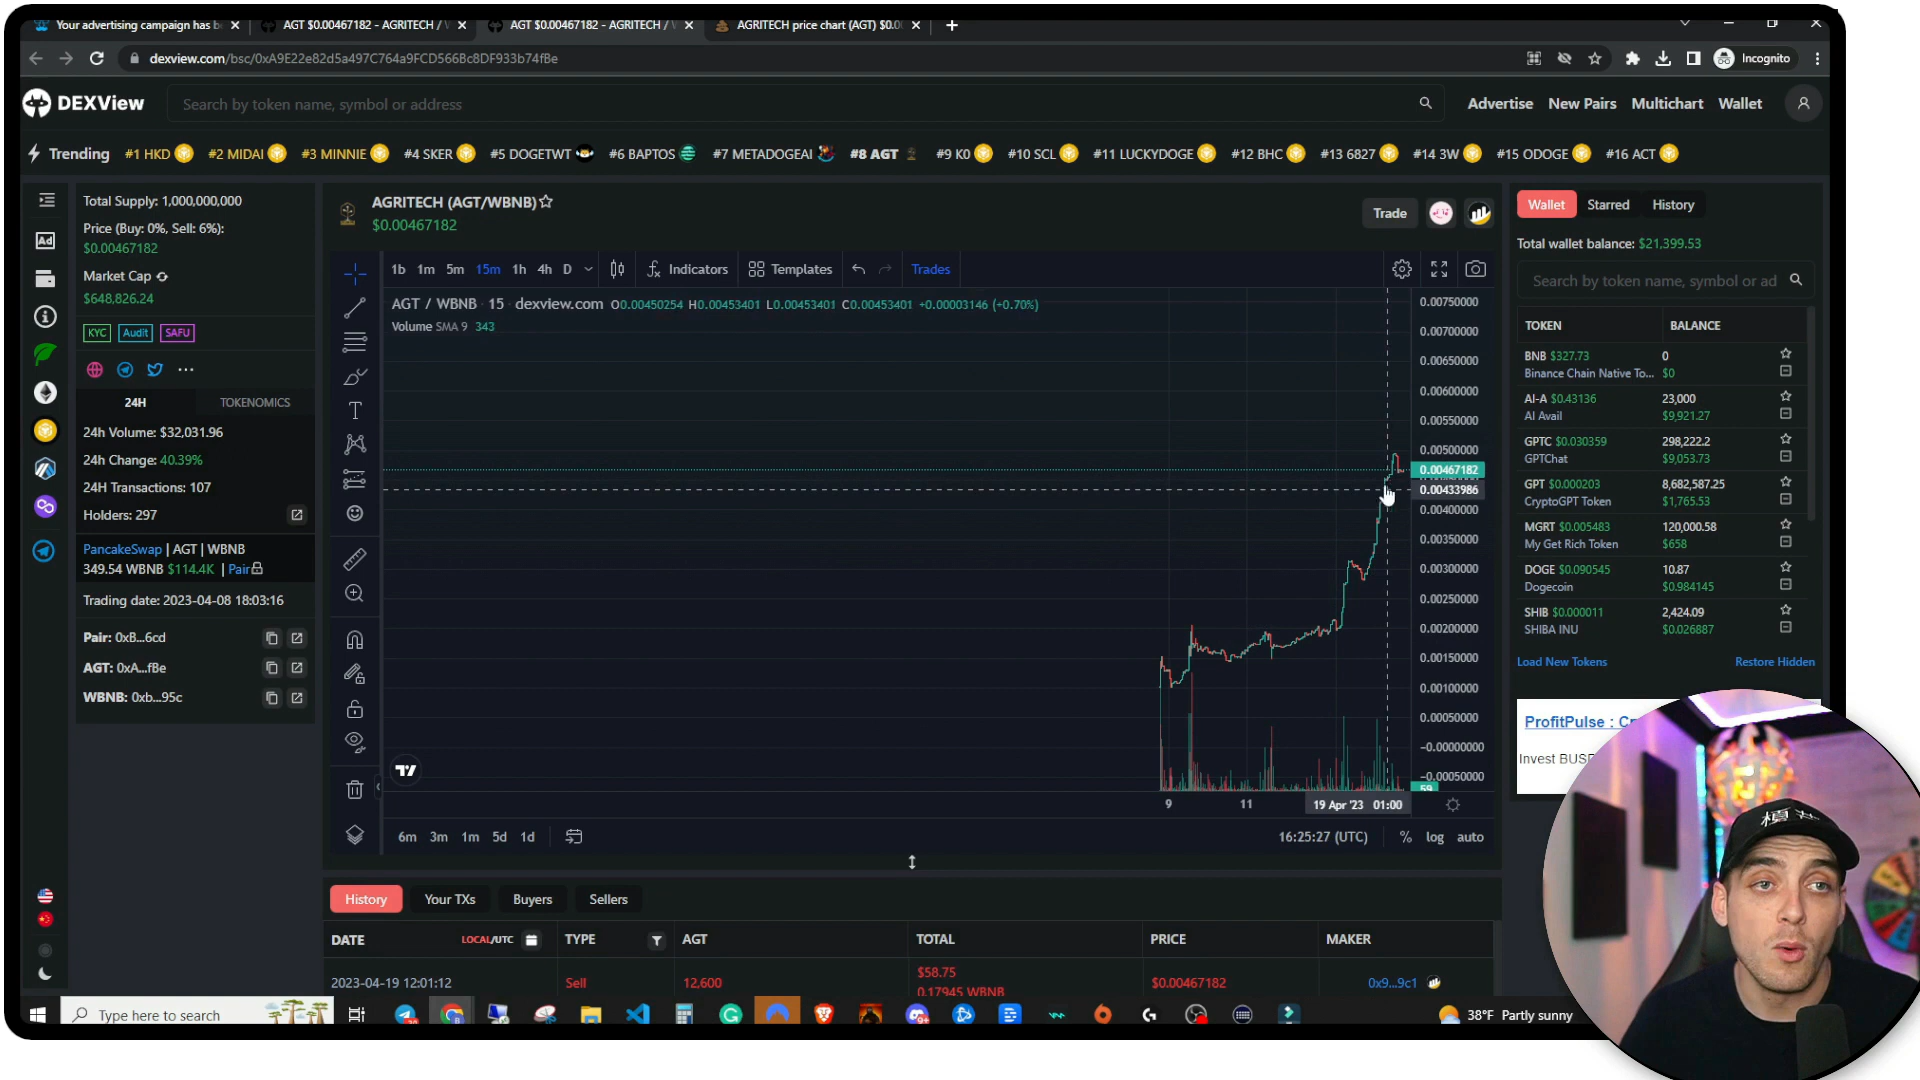 Your advertising campaign has b
AGT $0.00467182 - AGRITECH / W
AGT $0.00467182 - AGRITECH / W
AGRITECH price chart (AGT) $0.0
dexview.com/bsc/0xA9E22e82d5a497C764a9FCD566Bc8DF933b74fBe
Incognito
DEXView
Search by token name, symbol or address
Advertise
New Pairs
Multichart
Wallet
Trending
#1 HKD
#2 MIDAI
#3 MINNIE
#4 SKER
#5 DOGETWT
#6 BAPTOS
#7 METADOGEAI
#8 AGT
#9 K0
#10 SCL
#11 LUCKYDOGE
#12 BHC
#13 6827
#14 3W
#15 ODOGE
#16 ACT
Ad
Total Supply: 1,000,000,000
Price (Buy: 0%, Sell: 6%):
$0.00467182
Market Cap
$648,826.24
KYC
Audit
SAFU
24H
TOKENOMICS
24h Volume: $32,031.96
24h Change: 40.39%
24H Transactions: 107
Holders: 297
PancakeSwap | AGT | WBNB
349.54 WBNB $114.4K | Pair
Trading date: 2023-04-08 18:03:16
Pair: 0xB...6cd
AGT: 0xA...fBe
WBNB: 0xb...95c
AGRITECH (AGT/WBNB)
$0.00467182
Trade
1b 1m 5m 15m 1h 4h D
Indicators
Templates
Trades
AGT / WBNB · 15 · dexview.com O0.00450254 H0.00453401 L0.00453401 C0.00453401 +0.00003146 (+0.70%)
Volume SMA 9 343
0.00750000
0.00700000
0.00650000
0.00600000
0.00550000
0.00500000
0.00467182
0.00433986
0.00400000
0.00350000
0.00300000
0.00250000
0.00200000
0.00150000
0.00100000
0.00050000
-0.00000000
-0.00050000
59
9
11
19 Apr '23 01:00
6m 3m 1m 5d 1d
16:25:27 (UTC)
% log auto
History
Your TXs
Buyers
Sellers
DATE
LOCAL/UTC
TYPE
AGT
TOTAL
PRICE
MAKER
2023-04-19 12:01:12
Sell
12,600
$58.75
0.17945 WBNB
$0.00467182
0x9...9c1
Wallet
Starred
History
Total wallet balance: $21,399.53
Search by token name, symbol or ad
TOKEN
BALANCE
BNB $327.73
0
Binance Chain Native To...
$0
AI-A $0.43136
23,000
AI Avail
$9,921.27
GPTC $0.030359
298,222.2
GPTChat
$9,053.73
GPT $0.000203
8,682,587.25
CryptoGPT Token
$1,765.53
MGRT $0.005483
120,000.58
My Get Rich Token
$658
DOGE $0.090545
10.87
Dogecoin
$0.984145
SHIB $0.000011
2,424.09
SHIBA INU
$0.026887
Load New Tokens
Restore Hidden
ProfitPulse : Cr
Invest BUSD
Type here to search
38°F Partly sunny